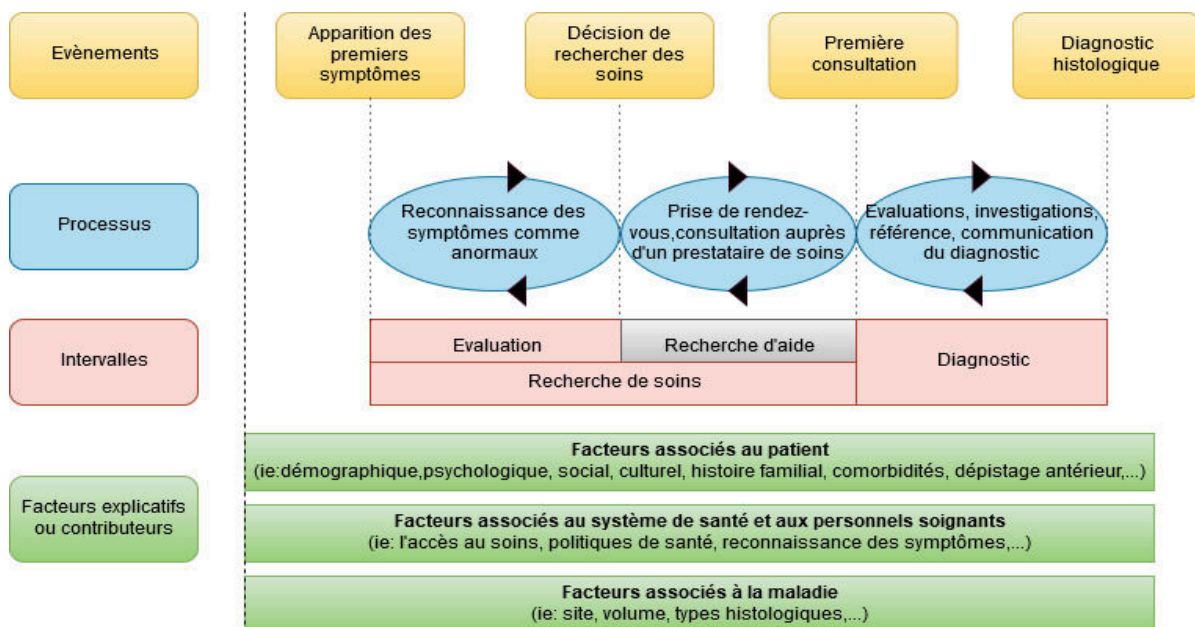 Evènements
Apparition des
premiers
symptômes
Décision de
rechercher des
soins
Première
consultation
Diagnostic
histologique
Processus
Reconnaissance des
symptômes comme
anormaux
Prise de rendez-
vous,consultation auprès
d'un prestataire de soins
Evaluations, investigations,
référence, communication
du diagnostic
Intervalles
Evaluation
Recherche d'aide
Recherche de soins
Diagnostic
Facteurs explicatifs
ou contributeurs
Facteurs associés au patient
(ie:démographique,psychologique, social, culturel, histoire familial, comorbidités, dépistage antérieur,...)
Facteurs associés au système de santé et aux personnels soignants
(ie: l'accès au soins, politiques de santé, reconnaissance des symptômes,...)
Facteurs associés à la maladie
(ie: site, volume, types histologiques,...)